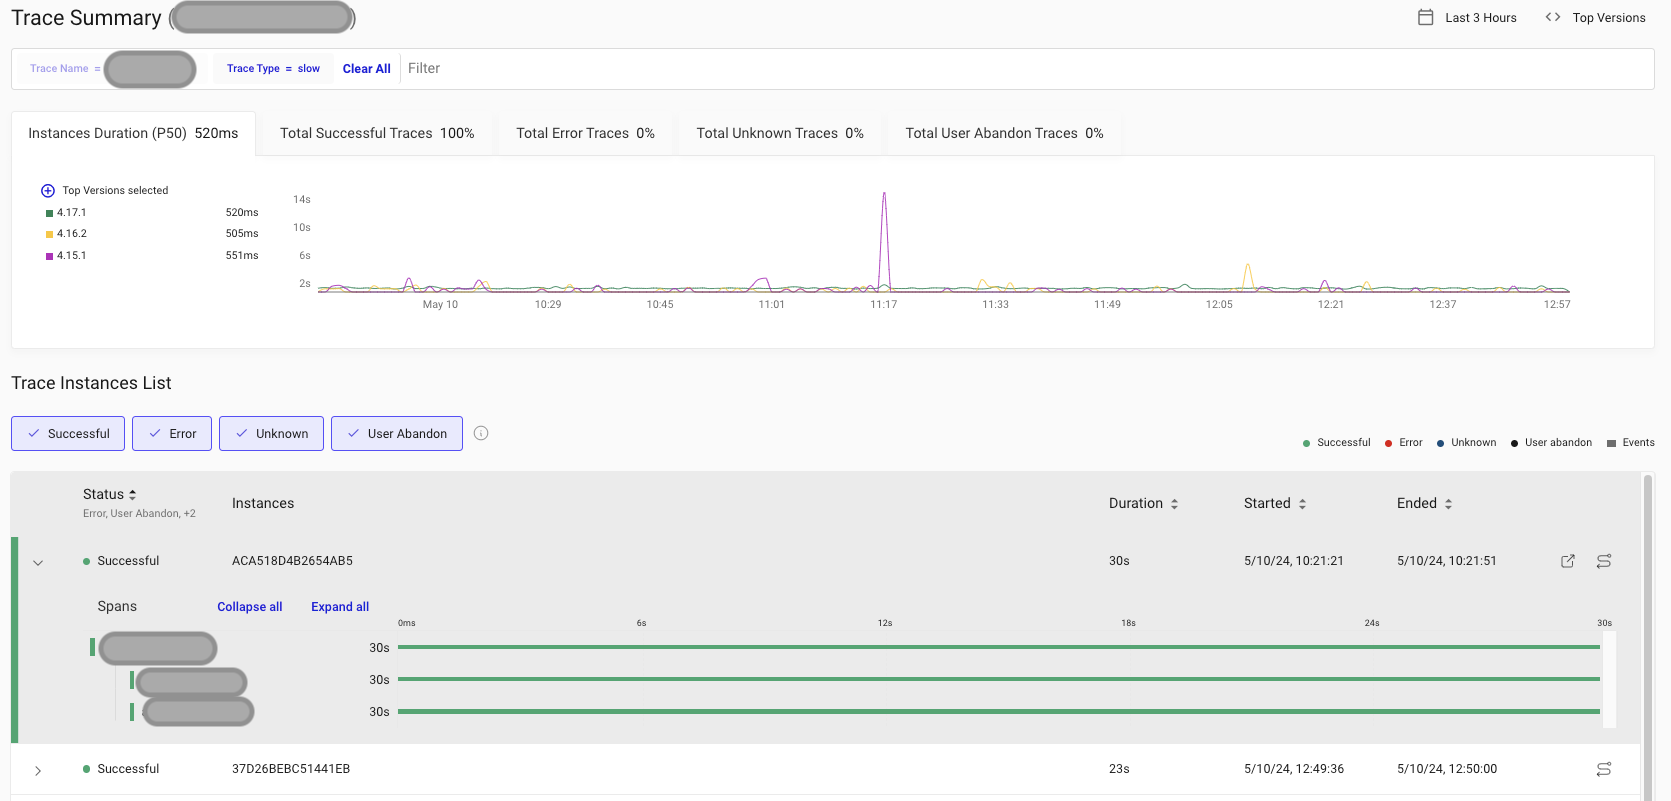 Trace Summary ( )
Last 3 Hours
Top Versions
Trace Name =
Trace Type = slow
Clear All
Filter
Instances Duration (P50) 520ms
Total Successful Traces 100%
Total Error Traces 0%
Total Unknown Traces 0%
Total User Abandon Traces 0%
Top Versions selected
4.17.1 520ms
4.16.2 505ms
4.15.1 551ms
14s
10s
6s
2s
May 10 10:29 10:45 11:01 11:17 11:33 11:49 12:05 12:21 12:37 12:57
Trace Instances List
Successful Error Unknown User Abandon
Successful Error Unknown User abandon Events
Status Instances Duration Started Ended
Error, User Abandon, +2
Successful ACA518D4B2654AB5 30s 5/10/24, 10:21:21 5/10/24, 10:21:51
Spans Collapse all Expand all
0ms 6s 12s 18s 24s 30s
30s
30s
30s
Successful 37D26BEBC51441EB 23s 5/10/24, 12:49:36 5/10/24, 12:50:00